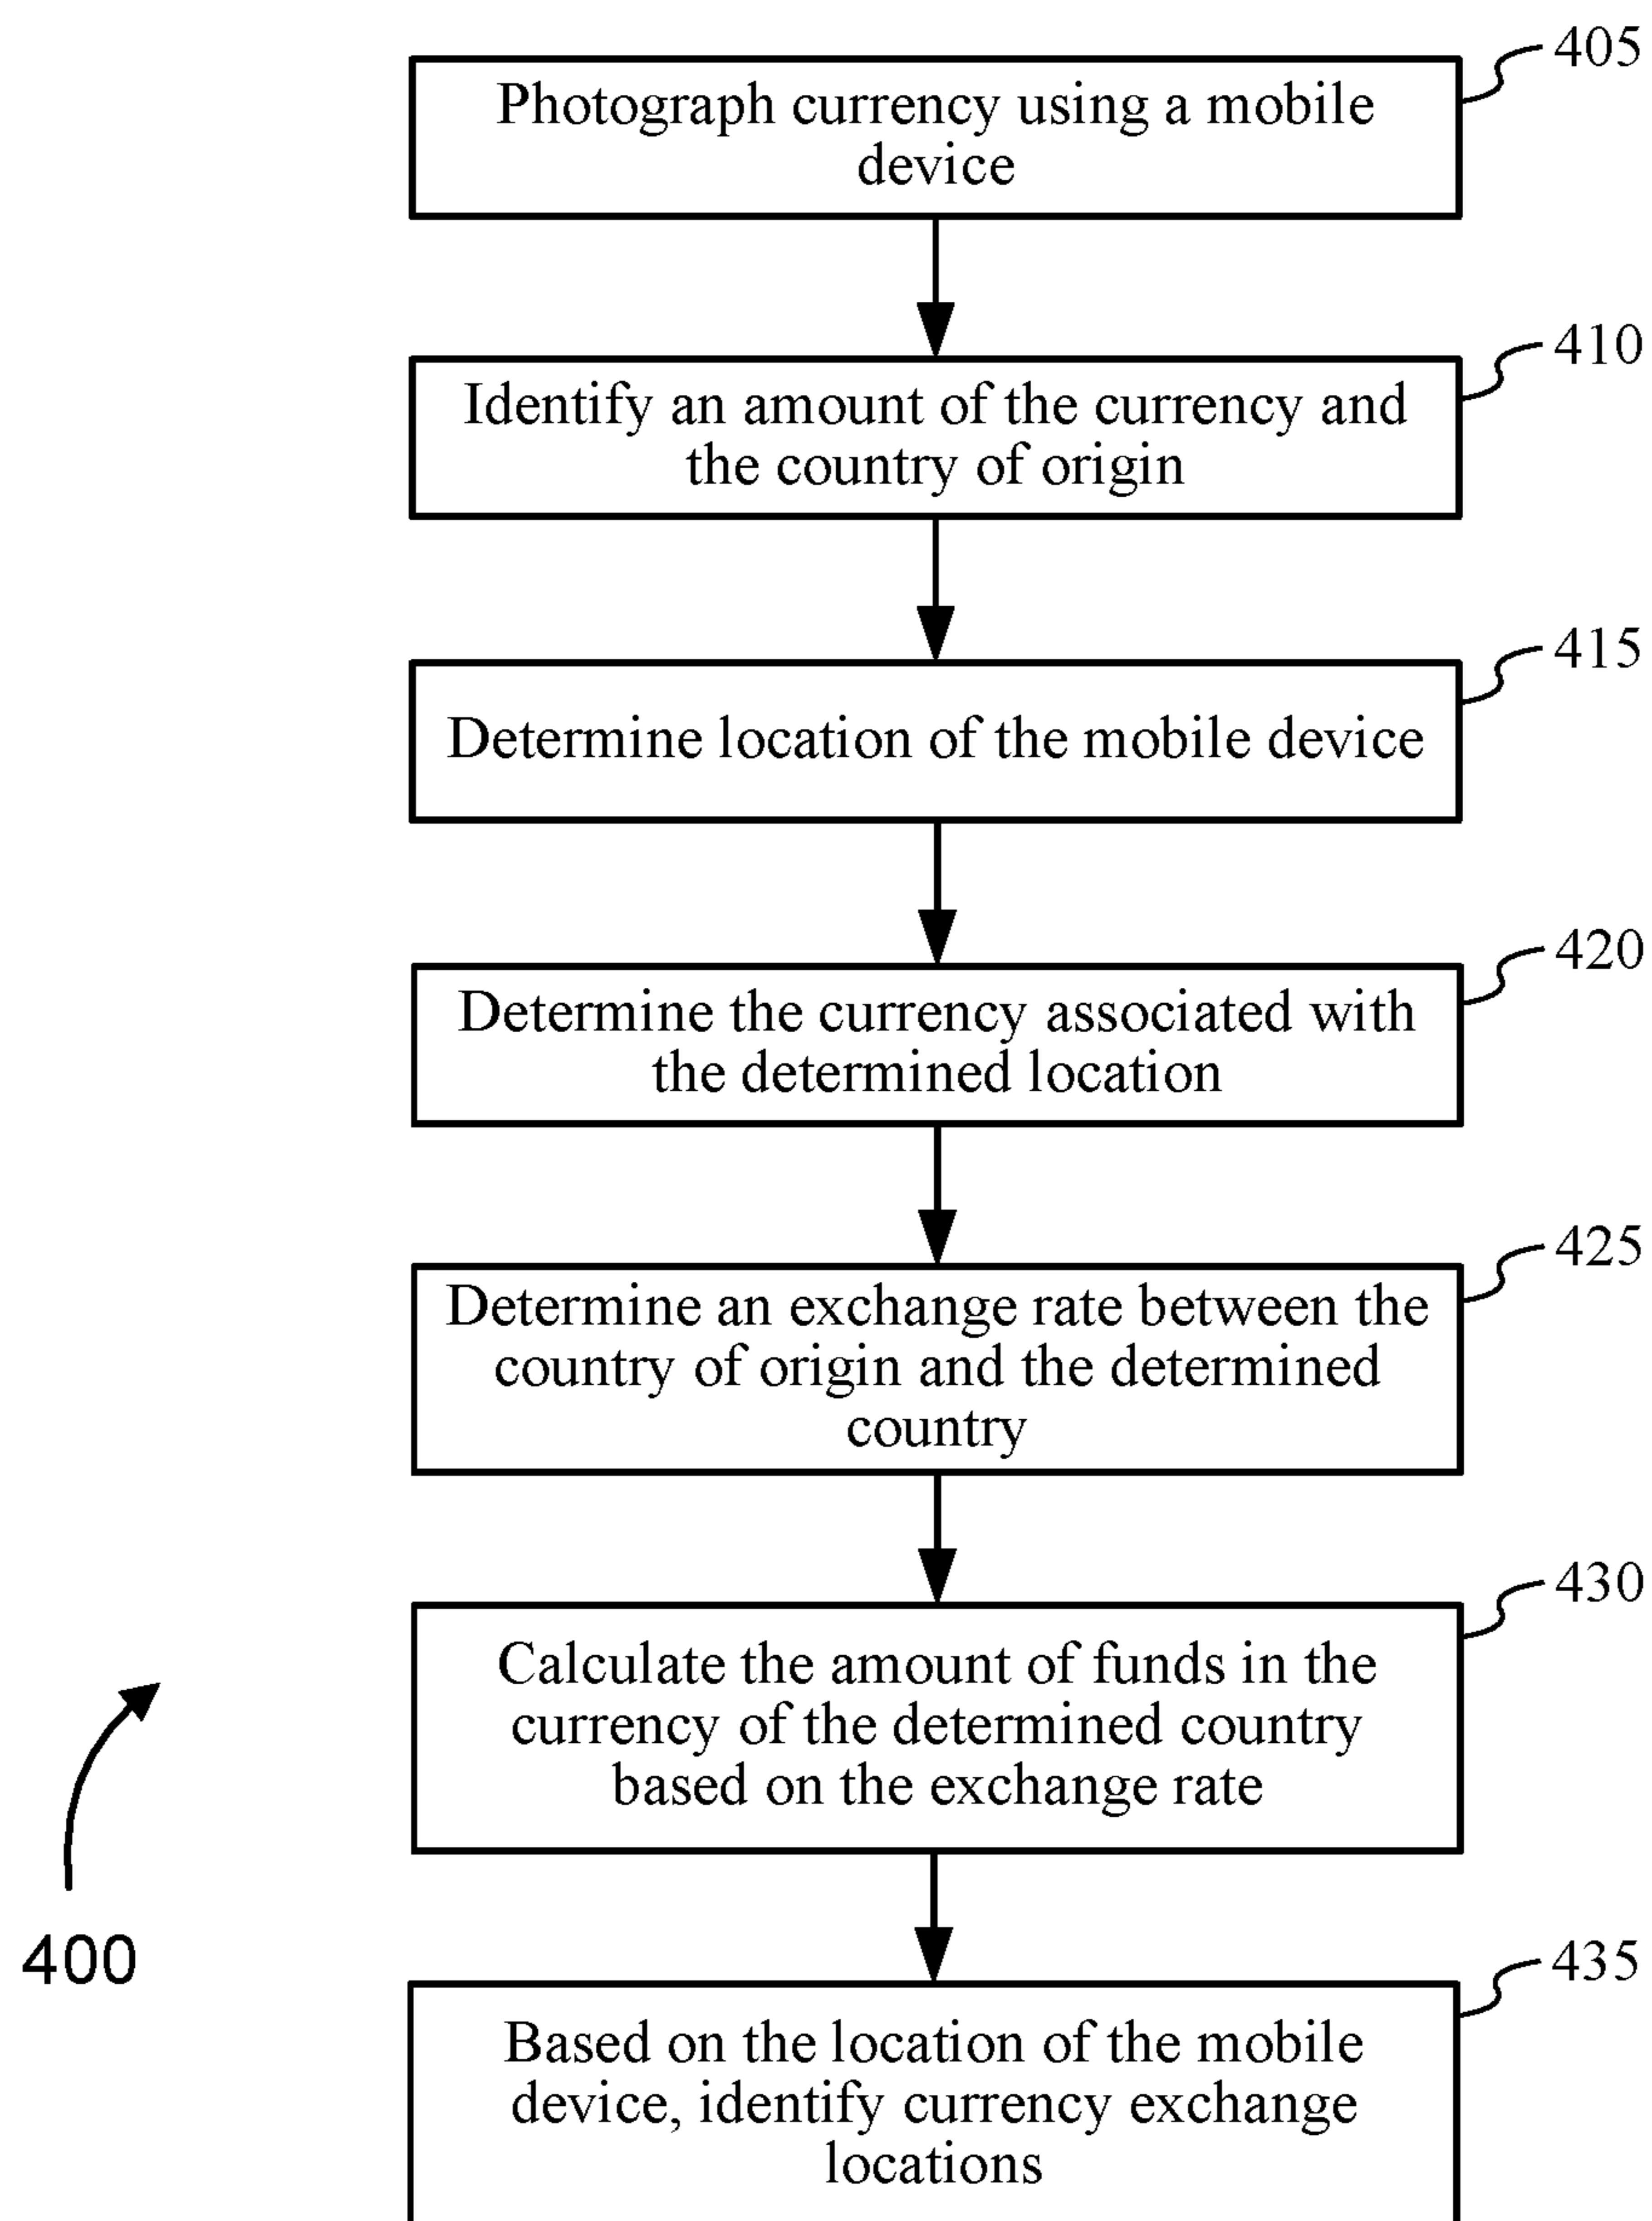 405
Photograph currency using a mobile
device
410
Identify an amount of the currency and
the country of origin
415
Determine location of the mobile device
420
Determine the currency associated with
the determined location
425
Determine an exchange rate between the
country of origin and the determined
country
430
Calculate the amount of funds in the
currency of the determined country
based on the exchange rate
400
435
Based on the location of the mobile
device, identify currency exchange
locations